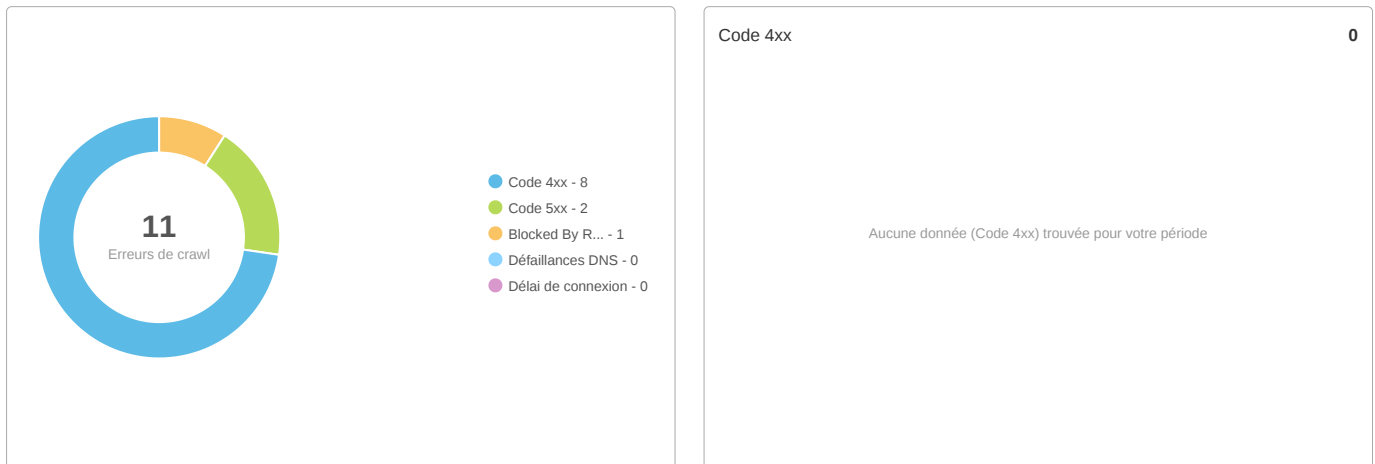 11
Erreurs de crawl
Code 4xx - 8
Code 5xx - 2
Blocked By R... - 1
Défaillances DNS - 0
Délai de connexion - 0
Code 4xx 0
Aucune donnée (Code 4xx) trouvée pour votre période